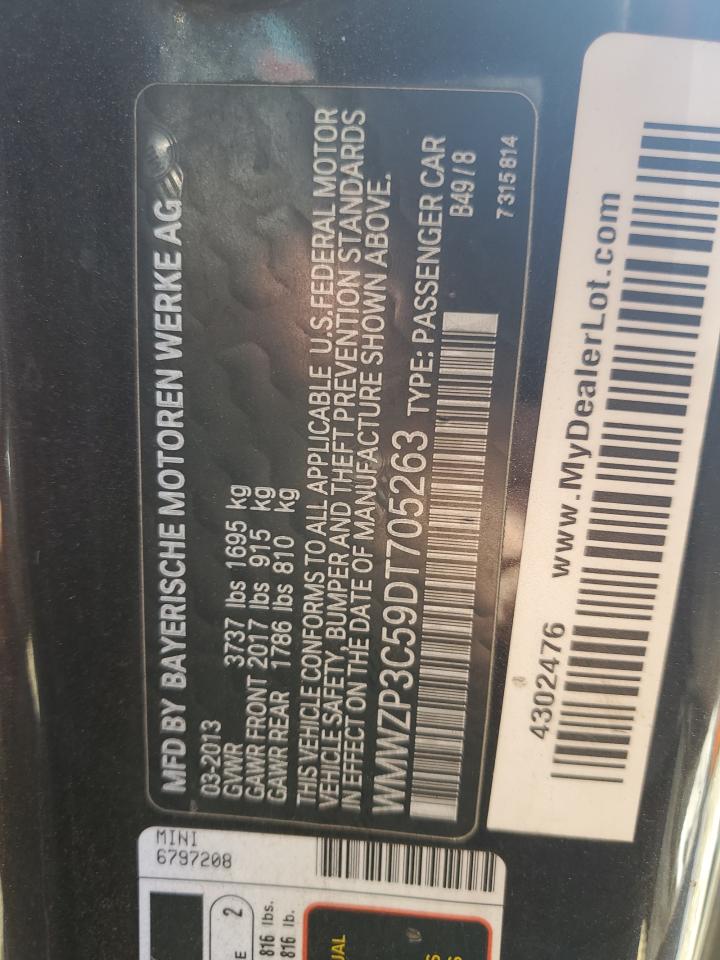 MFD BY BAYERISCHE MOTOREN WERKE AG
03-2013
GVWR 3737 lbs 1695 kg
GAWR FRONT 2017 lbs 915 kg
GAWR REAR 1786 lbs 810 kg
THIS VEHICLE CONFORMS TO ALL APPLICABLE U.S.FEDERAL MOTOR
VEHICLE SAFETY, BUMPER AND THEFT PREVENTION STANDARDS
IN EFFECT ON THE DATE OF MANUFACTURE SHOWN ABOVE.
WMWZP3C59DT705263 TYPE: PASSENGER CAR
B49/8
7315814
4302476 www.MyDealerLot.com
MINI
6797208
2
816 lbs.
816 lb.